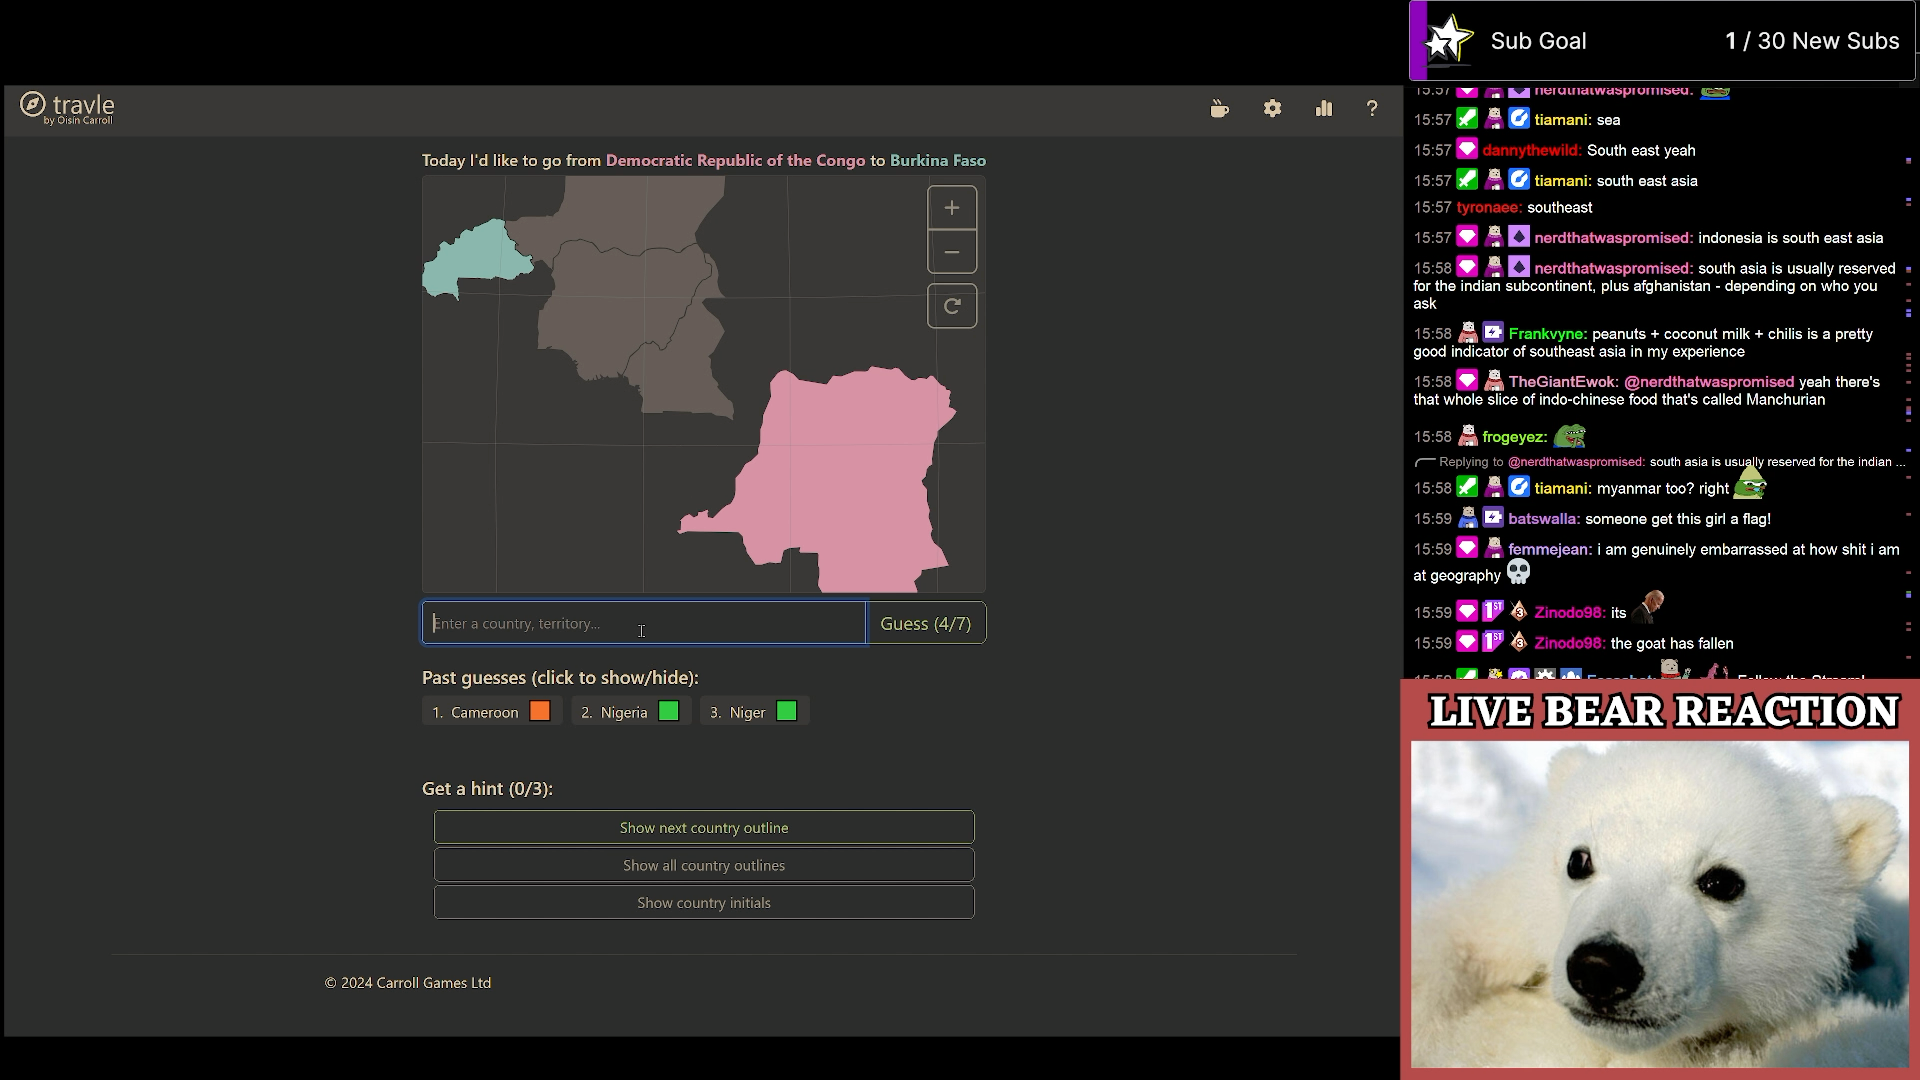 travle
by Oisín Carroll
Today I'd like to go from Democratic Republic of the Congo to Burkina Faso
+
−
Enter a country, territory...
Guess (4/7)
Past guesses (click to show/hide):
1. Cameroon
2. Nigeria
3. Niger
Get a hint (0/3):
Show next country outline
Show all country outlines
Show country initials
© 2024 Carroll Games Ltd
Sub Goal
1 / 30 New Subs
15:57 nerdthatwaspromised:
15:57 tiamani: sea
15:57 dannythewild: South east yeah
15:57 tiamani: south east asia
15:57 tyronaee: southeast
15:57 nerdthatwaspromised: indonesia is south east asia
15:58 nerdthatwaspromised: south asia is usually reserved
for the indian subcontinent, plus afghanistan - depending on who you
ask
15:58 Frankvyne: peanuts + coconut milk + chilis is a pretty
good indicator of southeast asia in my experience
15:58 TheGiantEwok: @nerdthatwaspromised yeah there's
that whole slice of indo-chinese food that's called Manchurian
15:58 frogeyez:
Replying to @nerdthatwaspromised: south asia is usually reserved for the indian ...
15:58 tiamani: myanmar too? right
15:59 batswalla: someone get this girl a flag!
15:59 femmejean: i am genuinely embarrassed at how shit i am
at geography
15:59 1ST 3 Zinodo98: its
15:59 1ST 3 Zinodo98: the goat has fallen
LIVE BEAR REACTION